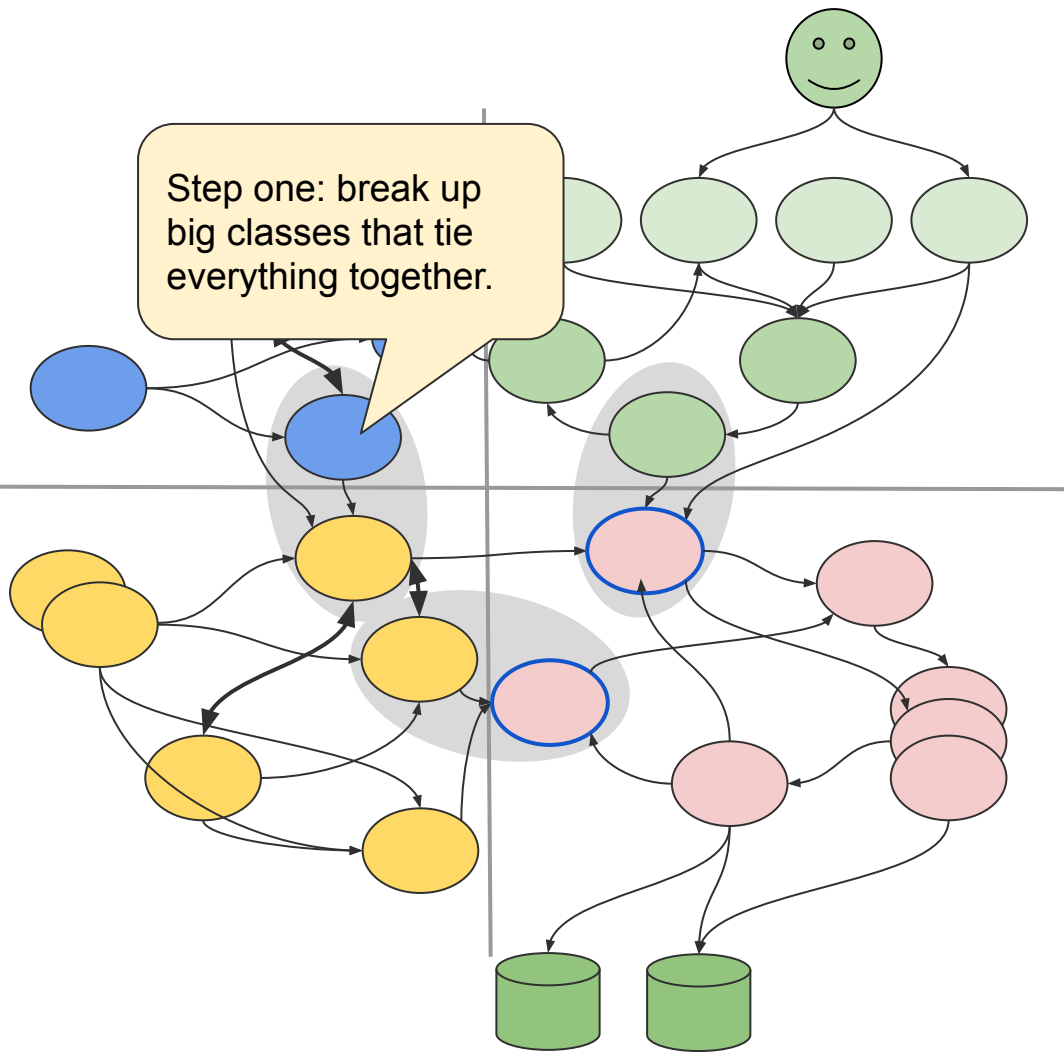 Step one: break up
big classes that tie
everything together.